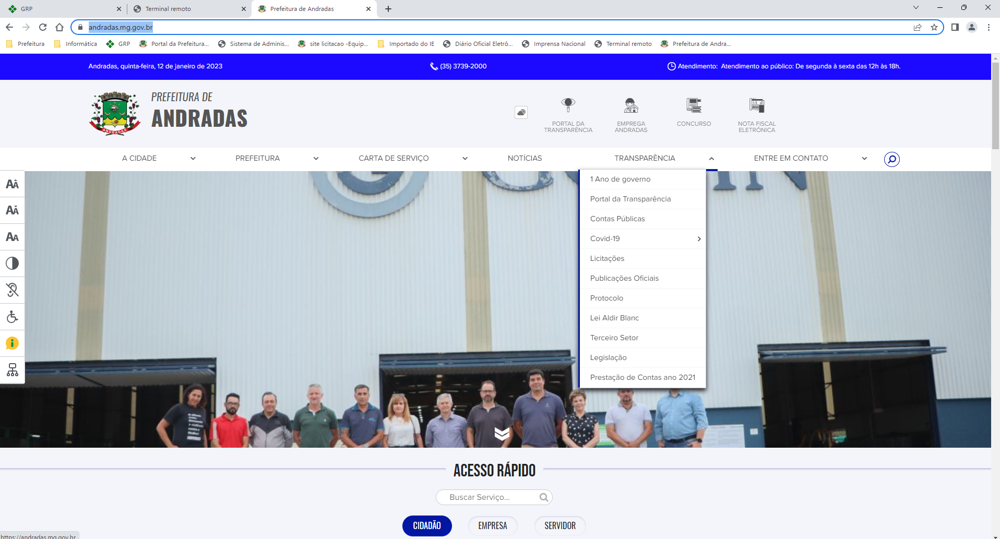 GRP
Terminal remoto
Prefeitura de Andradas
andradas.mg.gov.br
Prefeitura
Informática
GRP
Portal da Prefeitura...
Sistema de Adminis...
site licitacao -Equip...
Importado do IE
Diário Oficial Eletrô...
Imprensa Nacional
Terminal remoto
Prefeitura de Andra...
Andradas, quinta-feira, 12 de janeiro de 2023
(35) 3739-2000
Atendimento: Atendimento ao público: De segunda à sexta das 12h às 18h.
PREFEITURA DE
ANDRADAS
ANDRADAS
PORTAL DA
TRANSPARÊNCIA
EMPREGA
ANDRADAS
CONCURSO
NOTA FISCAL
ELETRÔNICA
A CIDADE
PREFEITURA
CARTA DE SERVIÇO
NOTÍCIAS
TRANSPARÊNCIA
ENTRE EM CONTATO
1 Ano de governo
Portal da Transparência
Contas Públicas
Covid-19
Licitações
Publicações Oficiais
Protocolo
Lei Aldir Blanc
Terceiro Setor
Legislação
Prestação de Contas ano 2021
ACESSO RÁPIDO
Buscar Serviço...
CIDADÃO
EMPRESA
SERVIDOR
https://andradas.mg.gov.br